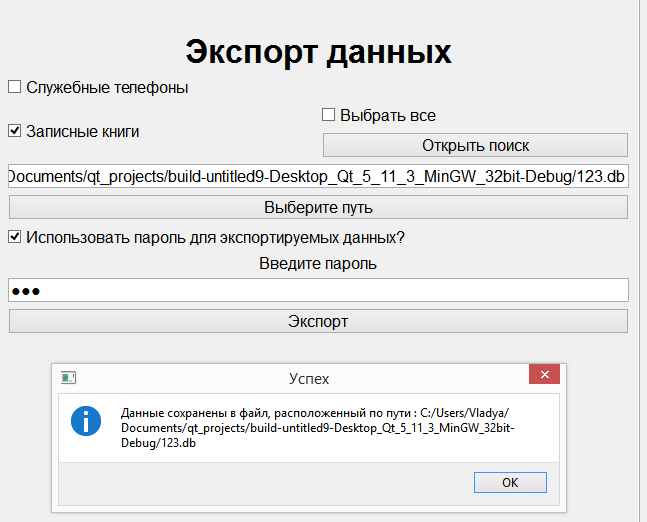 Экспорт данных
Служебные телефоны
Выбрать все
Записные книги
Открыть поиск
Documents/qt_projects/build-untitled9-Desktop_Qt_5_11_3_MinGW_32bit-Debug/123.db
Выберите путь
Использовать пароль для экспортируемых данных?
Введите пароль
●●●
Экспорт
Успех
Данные сохранены в файл, расположенный по пути : C:/Users/Vladya/
Documents/qt_projects/build-untitled9-Desktop_Qt_5_11_3_MinGW_32bit-
Debug/123.db
OK